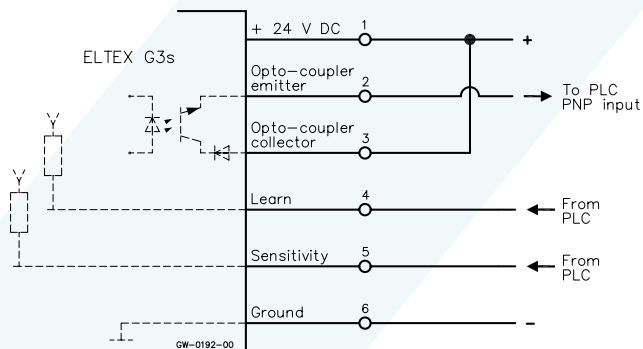 ELTEX G3s
+ 24 V DC 1 +
Opto-coupler
emitter 2
To PLC
PNP input
Opto-coupler
collector 3
Learn 4
From
PLC
Sensitivity 5
From
PLC
Ground 6 -
GW-0192-00